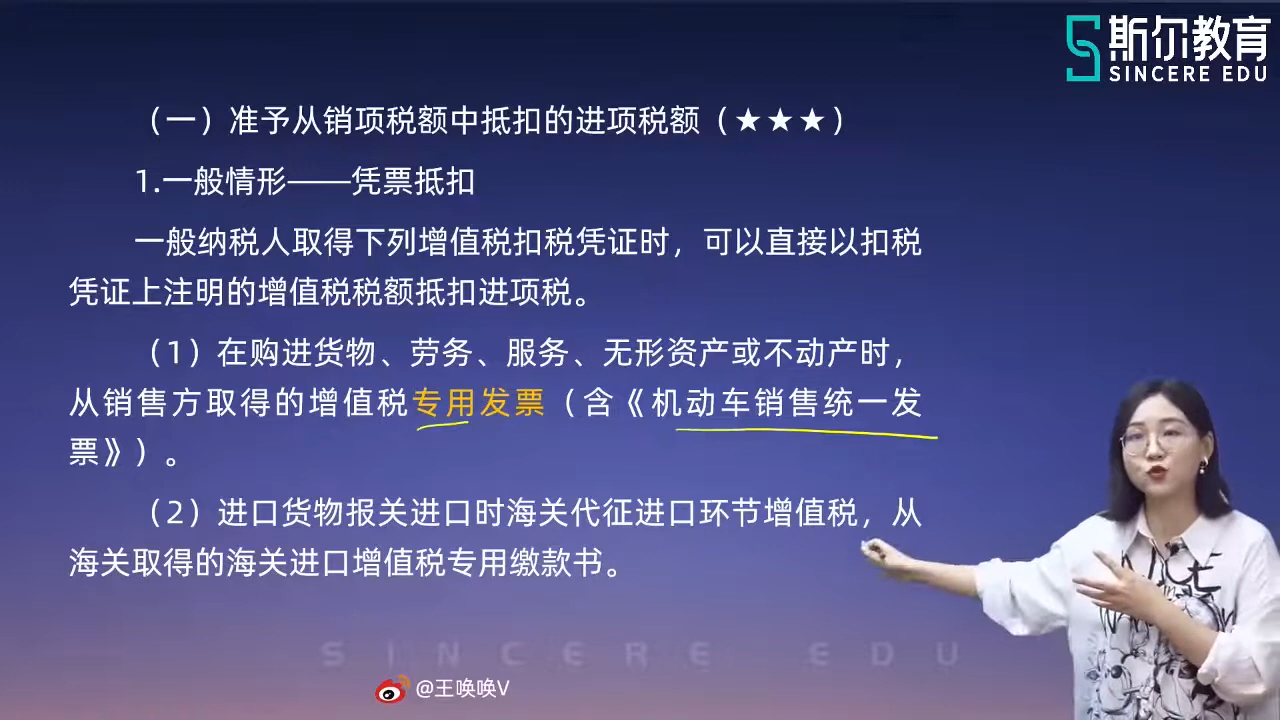 斯尔教育
SINCERE EDU
（一）准予从销项税额中抵扣的进项税额（★★★）
1.一般情形——凭票抵扣
一般纳税人取得下列增值税扣税凭证时，可以直接以扣税
凭证上注明的增值税税额抵扣进项税。
（1）在购进货物、劳务、服务、无形资产或不动产时，
从销售方取得的增值税专用发票（含《机动车销售统一发
票》）。
（2）进口货物报关进口时海关代征进口环节增值税，从
海关取得的海关进口增值税专用缴款书。
SINCERE EDU
@王唤唤V